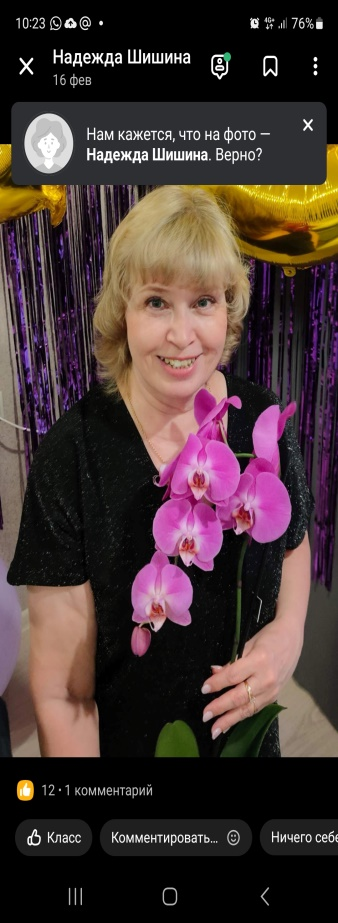 10:23 4G+ 76%
Надежда Шишина
16 фев
Нам кажется, что на фото —
Надежда Шишина. Верно?
12 • 1 комментарий
Класс Комментировать... Ничего себе